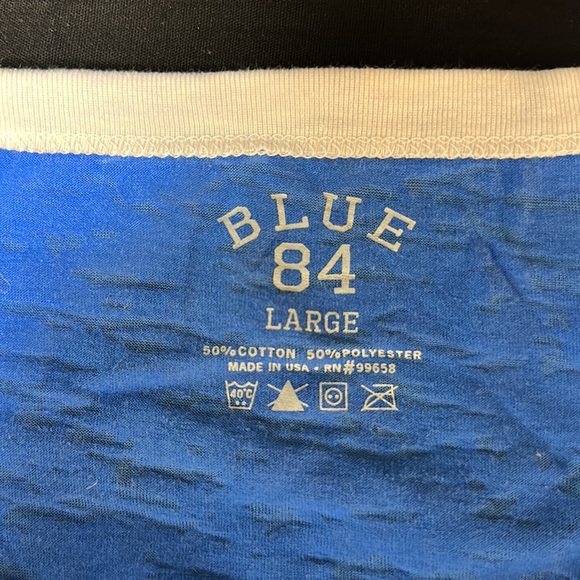 BLUE
84
LARGE
50% COTTON 50% POLYESTER
MADE IN USA • RN#99658
40°C